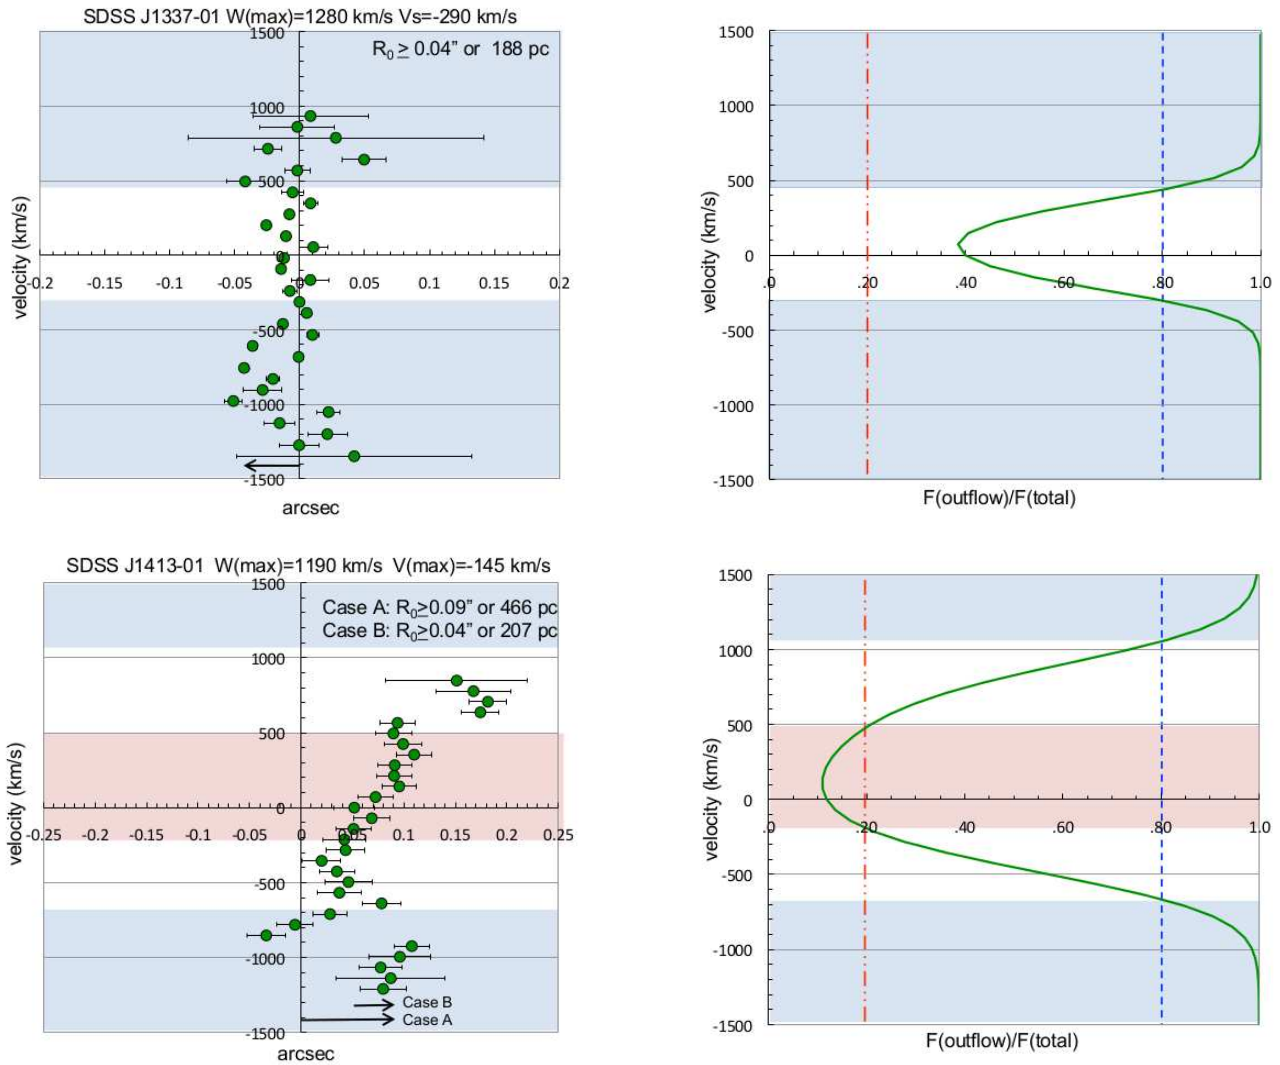 SDSS J1337-01 W(max)=1280 km/s Vs=-290 km/s
1500
R0 ≥ 0.04” or 188 pc
1000
500
0
-0.2 -0.15 -0.1 -0.05 0 0.05 0.1 0.15 0.2
-500
-1000
-1500
velocity (km/s)
arcsec
1500
1000
500
0
.0 .20 .40 .60 .80 1.0
-500
-1000
-1500
velocity (km/s)
F(outflow)/F(total)
SDSS J1413-01 W(max)=1190 km/s V(max)=-145 km/s
1500
Case A: R0≥0.09” or 466 pc
Case B: R0≥0.04” or 207 pc
1000
500
0
-0.25 -0.2 -0.15 -0.1 -0.05 0 0.05 0.1 0.15 0.2 0.25
-500
-1000
Case B
Case A
-1500
velocity (km/s)
arcsec
1500
1000
500
0
.0 .20 .40 .60 .80 1.0
-500
-1000
-1500
velocity (km/s)
F(outflow)/F(total)